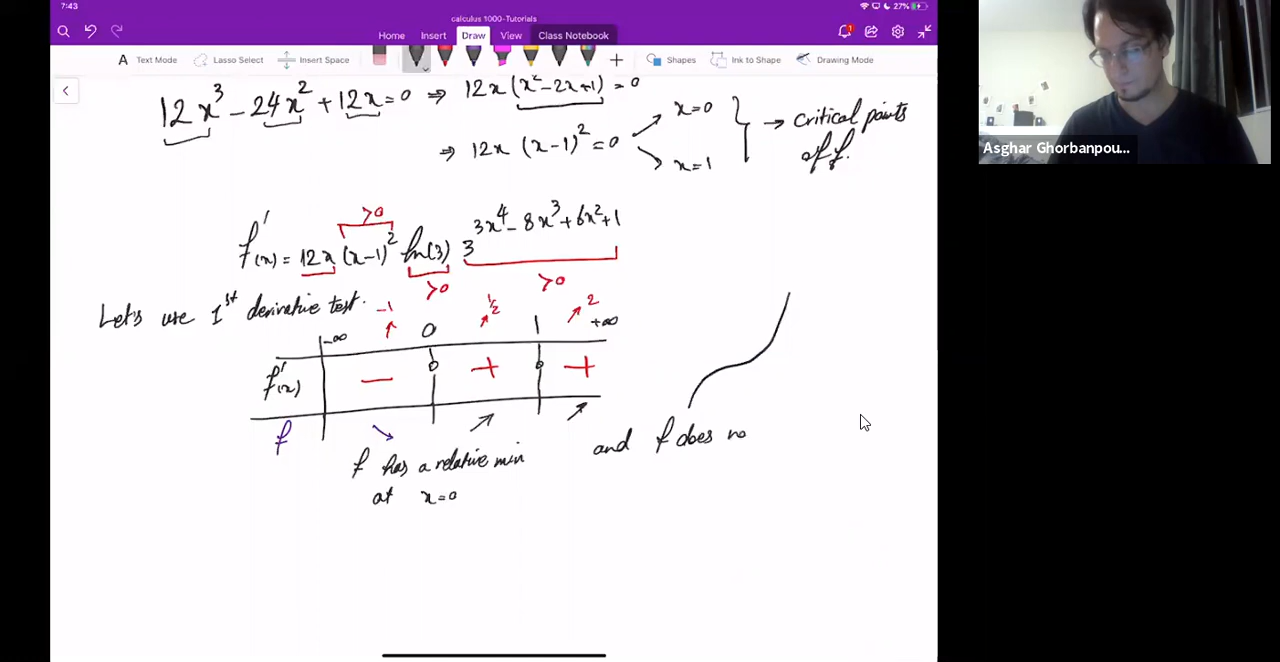 7:43
27%
calculus 1000-Tutorials
Home Insert Draw View Class Notebook
Text Mode Lasso Select Insert Space Shapes Ink to Shape Drawing Mode
12x³ - 24x² + 12x = 0 ⇒ 12x (x² - 2x + 1) = 0
⇒ 12x (x-1)² = 0
x=0
x=1
→ critical points
of f.
>0
f'(x) = 12x (x-1)² ln(3) 3^{3x⁴ - 8x³ + 6x² + 1}
>0 >0
Let's use 1st derivative test.
-1 1/2 2
-∞ 0 1 +∞
f'(x) − + +
f ↘ ↗ ↗
f has a relative min
at x=0
and f does no
Asghar Ghorbanpou...